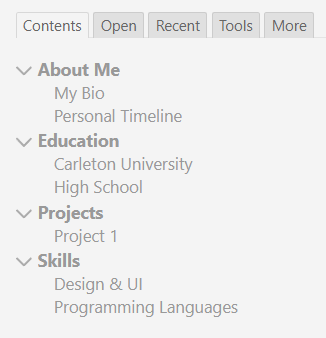 Contents Open Recent Tools More
About Me
My Bio
Personal Timeline
Education
Carleton University
High School
Projects
Project 1
Skills
Design & UI
Programming Languages